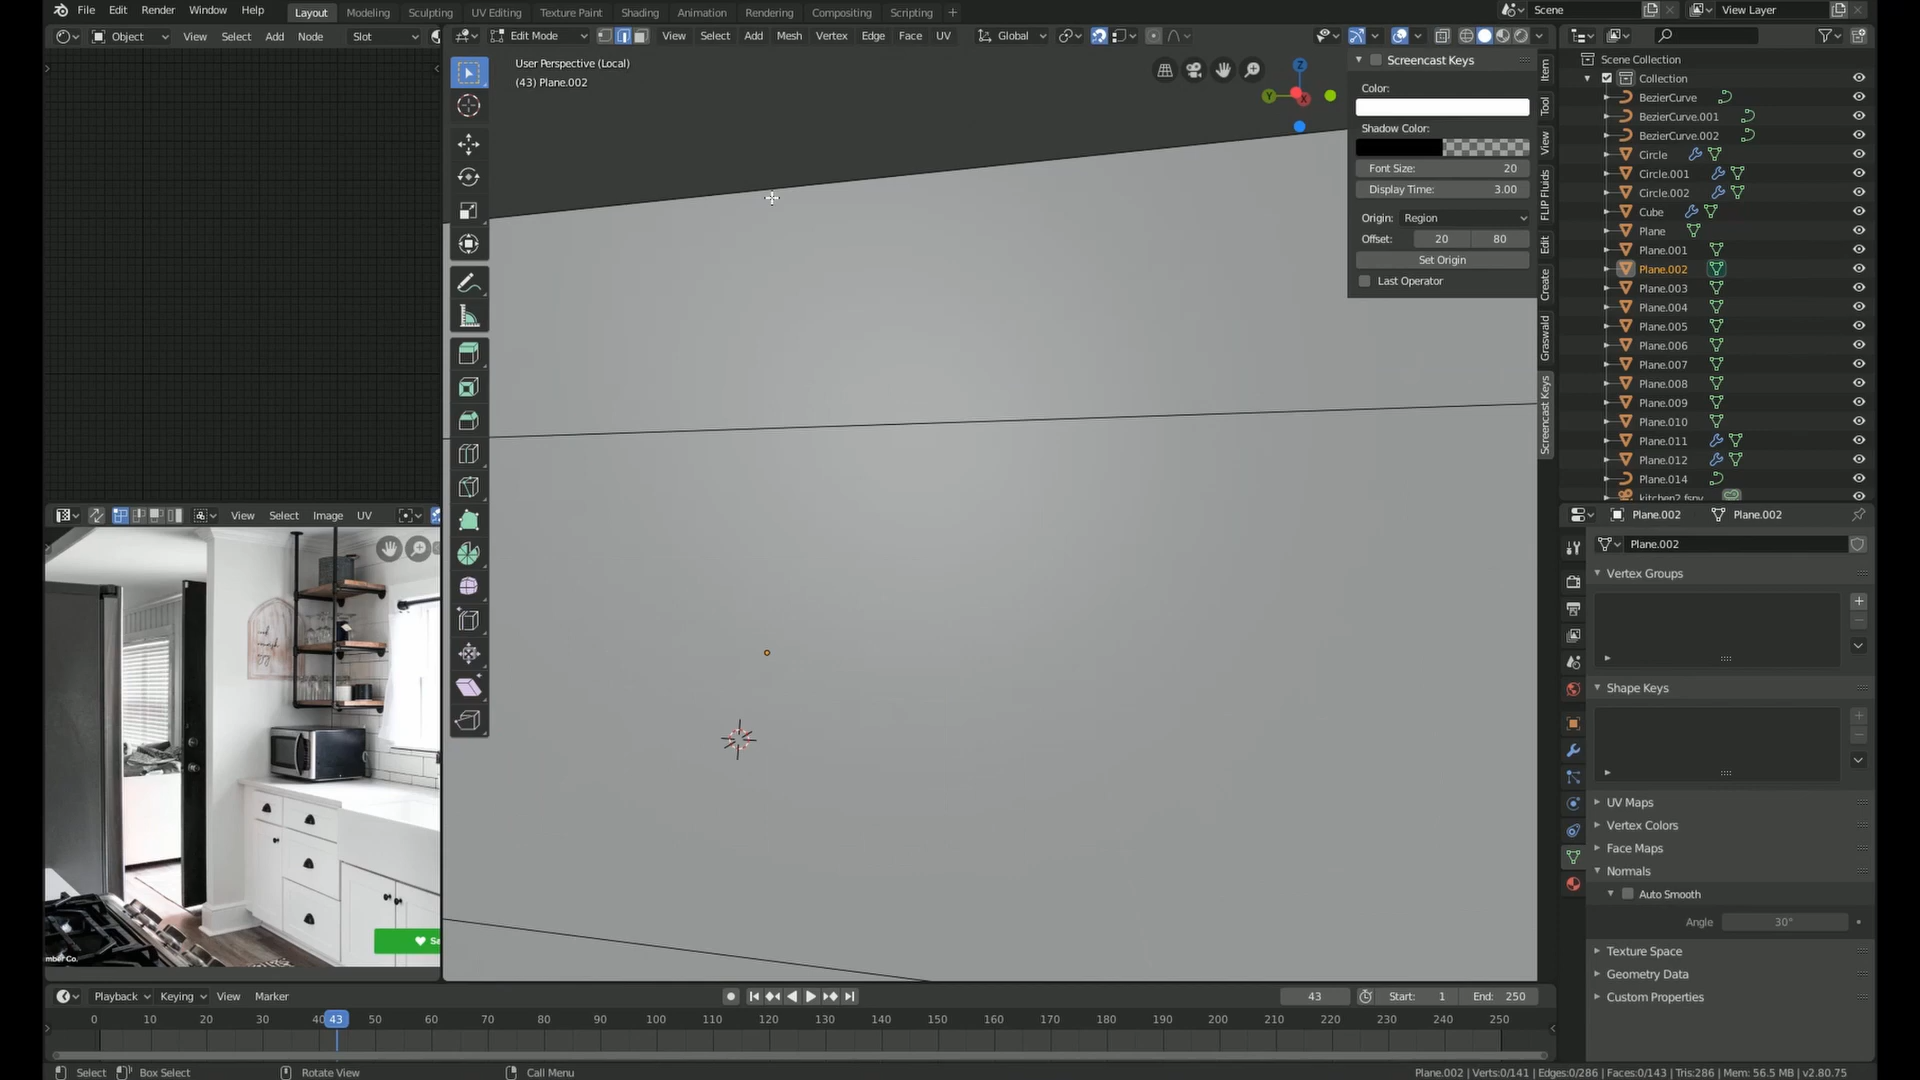 File Edit Render Window Help Layout Modeling Sculpting UV Editing Texture Paint Shading Animation Rendering Compositing Scripting Scene View Layer
Object View Select Add Node Slot
Edit Mode View Select Add Mesh Vertex Edge Face UV Global
User Perspective (Local)
(43) Plane.002
Screencast Keys
Color:
Shadow Color:
Font Size: 20
Display Time: 3.00
Origin: Region
Offset: 20 80
Set Origin
Last Operator
Item
Tool
View
FLIP Fluids
Edit
Create
Graswald
Screencast Keys
Scene Collection
Collection
BezierCurve
BezierCurve.001
BezierCurve.002
Circle
Circle.001
Circle.002
Cube
Plane
Plane.001
Plane.002
Plane.003
Plane.004
Plane.005
Plane.006
Plane.007
Plane.008
Plane.009
Plane.010
Plane.011
Plane.012
Plane.014
kitchen2.fspy
Plane.002 Plane.002
Plane.002
Vertex Groups
Shape Keys
UV Maps
Vertex Colors
Face Maps
Normals
Auto Smooth
Angle 30°
Texture Space
Geometry Data
Custom Properties
View Select Image UV
mber Co.
Sa
Playback Keying View Marker 43 Start: 1 End: 250
0 10 20 30 40 43 50 60 70 80 90 100 110 120 130 140 150 160 170 180 190 200 210 220 230 240 250
Select Box Select Rotate View Call Menu Plane.002 | Verts:0/141 | Edges:0/286 | Faces:0/143 | Tris:286 | Mem: 56.5 MB | v2.80.75